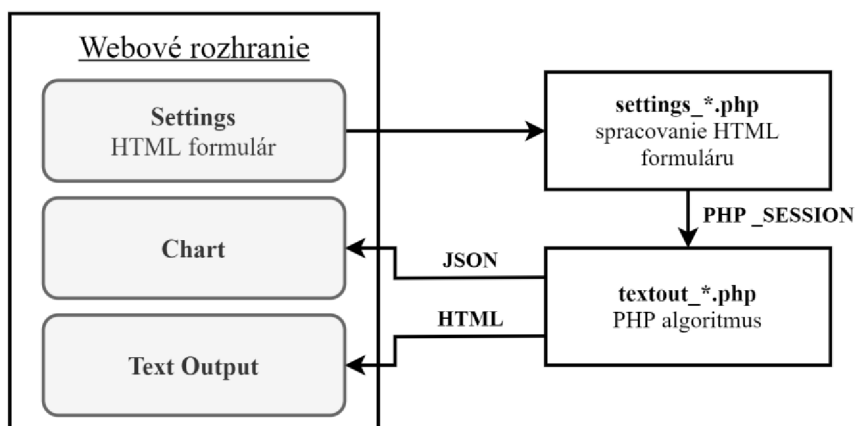 Webové rozhranie
Settings
HTML formulár
settings_*.php
spracovanie HTML
formuláru
PHP _SESSION
Chart
JSON
textout_*.php
PHP algoritmus
HTML
Text Output